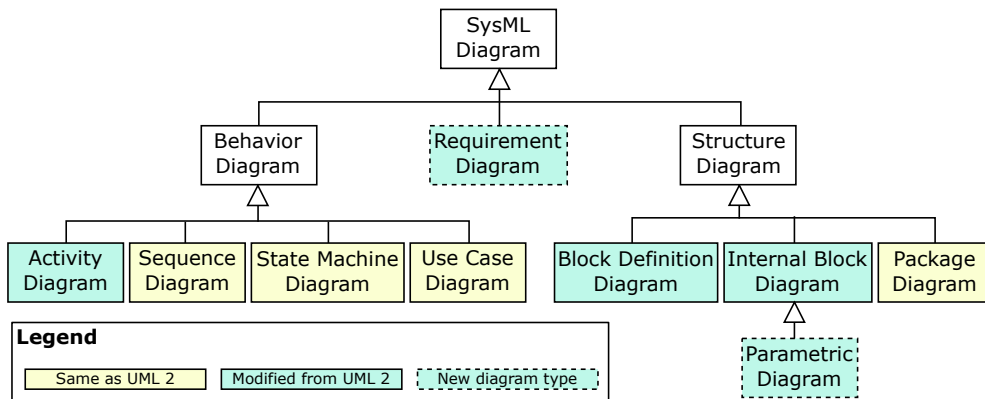 SysML
Diagram
Behavior
Diagram
Requirement
Diagram
Structure
Diagram
Activity
Diagram
Sequence
Diagram
State Machine
Diagram
Use Case
Diagram
Block Definition
Diagram
Internal Block
Diagram
Package
Diagram
Parametric
Diagram
Legend
Same as UML 2
Modified from UML 2
New diagram type